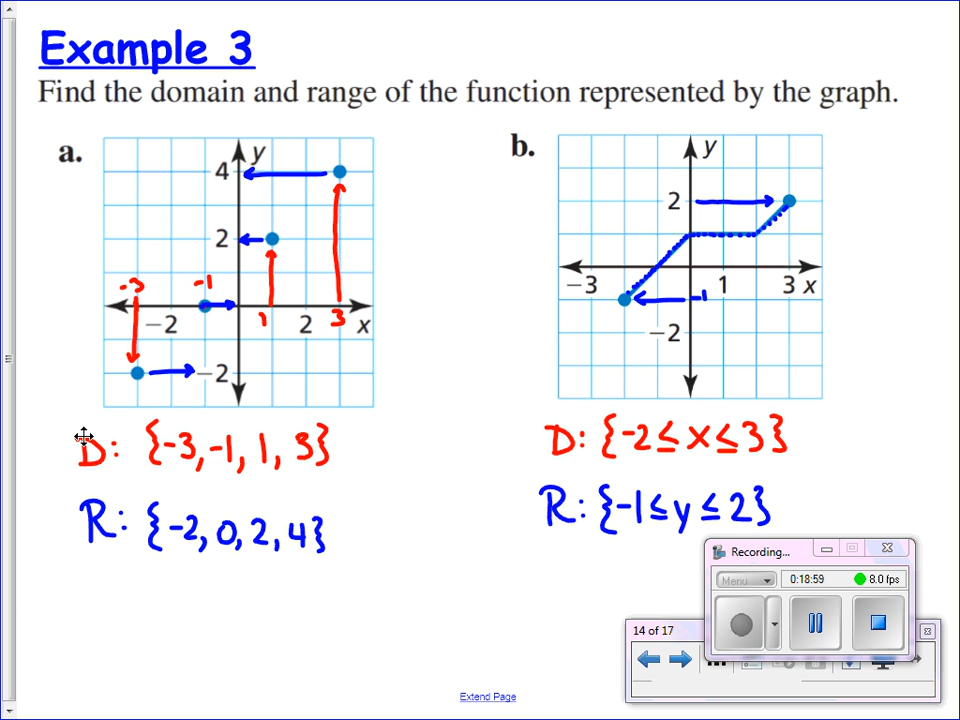 Example 3
Find the domain and range of the function represented by the graph.
a.
y
4
2
-3
-1
−2
1
2
3
x
−2
D: {-3, -1, 1, 3}
R: {-2, 0, 2, 4}
b.
y
2
−3
1
3 x
-1
−2
D: {-2 ≤ x ≤ 3}
R: {-1 ≤ y ≤ 2}
Recording...
Menu
0:18:59
8.0 fps
14 of 17
Extend Page